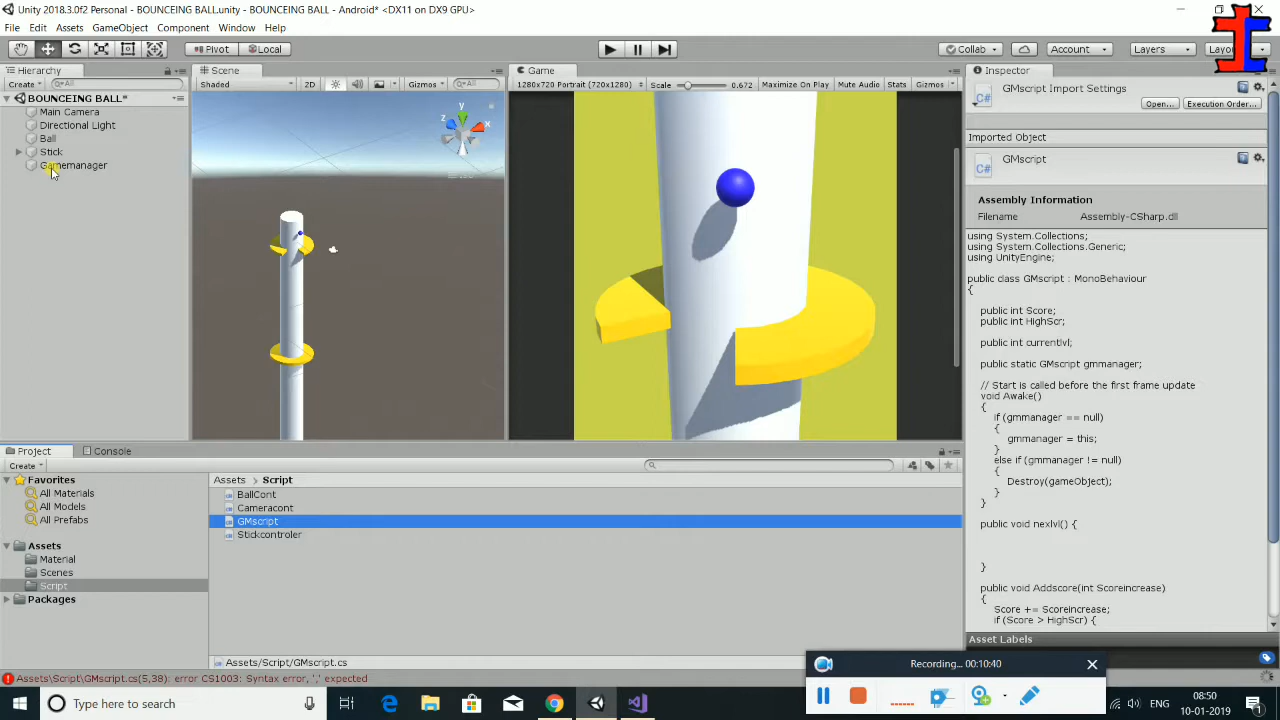 Unity 2018.3.0f2 Personal - BOUNCEING BALL.unity - BOUNCEING BALL - Android* <DX11 on DX9 GPU>
File Edit Assets GameObject Component Window Help
Pivot Local Collab Account Layers
Hierarchy
Create All
BOUNCEING BALL*
Main Camera
Directional Light
Ball
Stick
Gamemanager
Scene
Shaded 2D Gizmos All
y
z x
Game
1280x720 Portrait (720x1280) Scale 0.672 Maximize On Play Mute Audio Stats Gizmos
Inspector
GMscript Import Settings
Open... Execution Order...
Imported Object
GMscript
Assembly Information
Filename Assembly-CSharp.dll
using System.Collections;
using System.Collections.Generic;
using UnityEngine;
public class GMscript : MonoBehaviour
{
public int Score;
public int HighScr;
public int currentlvl;
public static GMscript gmmanager;
// Start is called before the first frame update
void Awake()
{
if (gmmanager == null)
{
gmmanager = this;
}
else if (gmmanager != null)
{
Destroy(gameObject);
}
}
public void nexlvl() {
}
public void Addscore(int Scoreincrease)
{
Score += Scoreincrease;
if (Score > HighScr) {
Asset Labels
Project Console
Create
Favorites
All Materials
All Models
All Prefabs
Assets
Material
Scenes
Script
Packages
Assets > Script
BallCont
Cameracont
GMscript
Stickcontroler
Assets/Script/GMscript.cs
Assets\Script\GMscript.cs(5,38): error CS1003: Syntax error, ',' expected
Recording... 00:10:40
Type here to search
ENG
08:50
10-01-2019